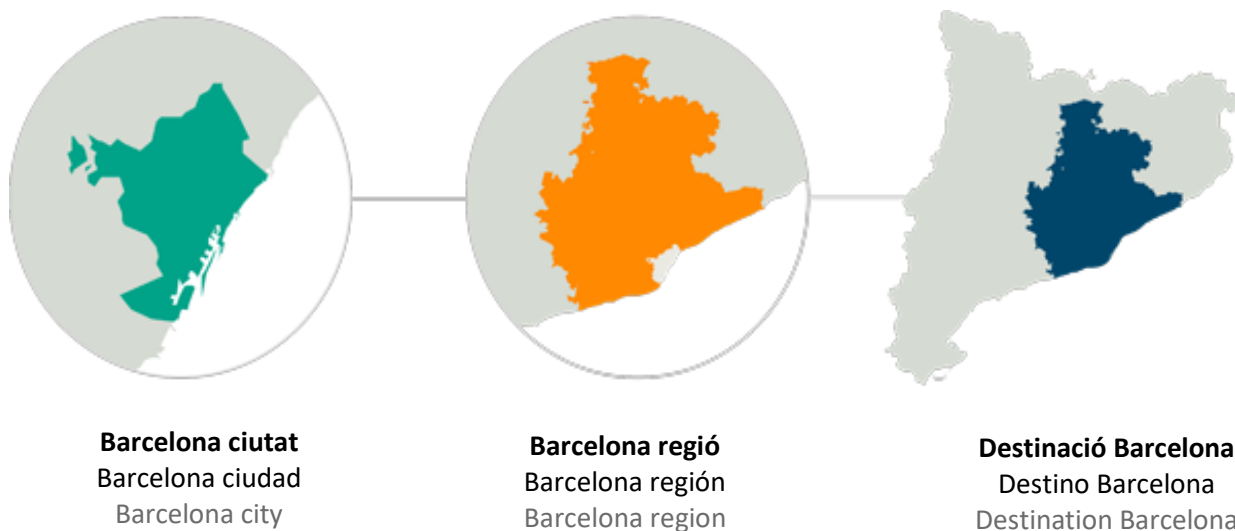 Barcelona ciutat
Barcelona ciudad
Barcelona city
Barcelona regió
Barcelona región
Barcelona region
Destinació Barcelona
Destino Barcelona
Destination Barcelona